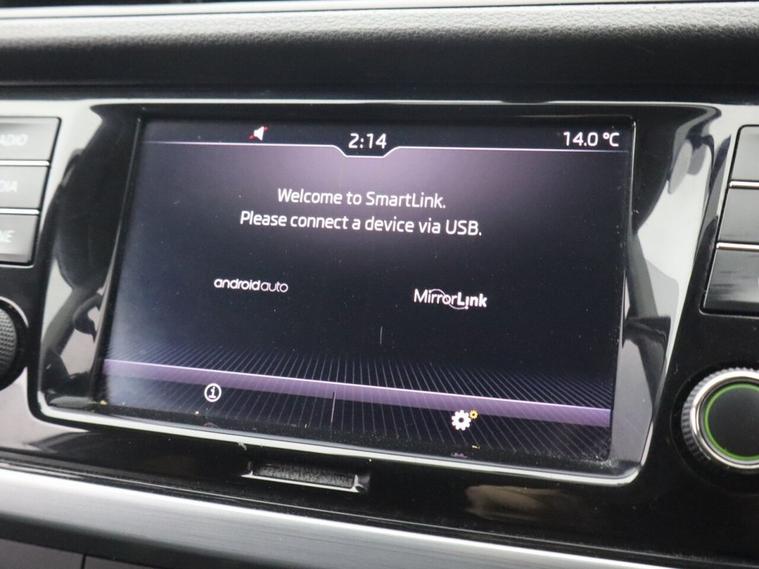 2:14
14.0 °C
Welcome to SmartLink.
Please connect a device via USB.
androidauto
MirrorLink
i